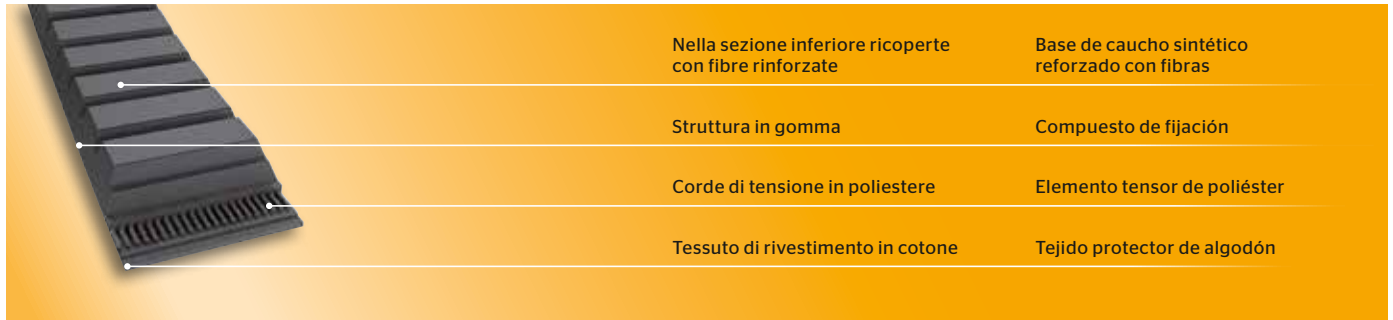 Nella sezione inferiore ricoperte
con fibre rinforzate
Base de caucho sintético
reforzado con fibras
Struttura in gomma
Compuesto de fijación
Corde di tensione in poliestere
Elemento tensor de poliéster
Tessuto di rivestimento in cotone
Tejido protector de algodón